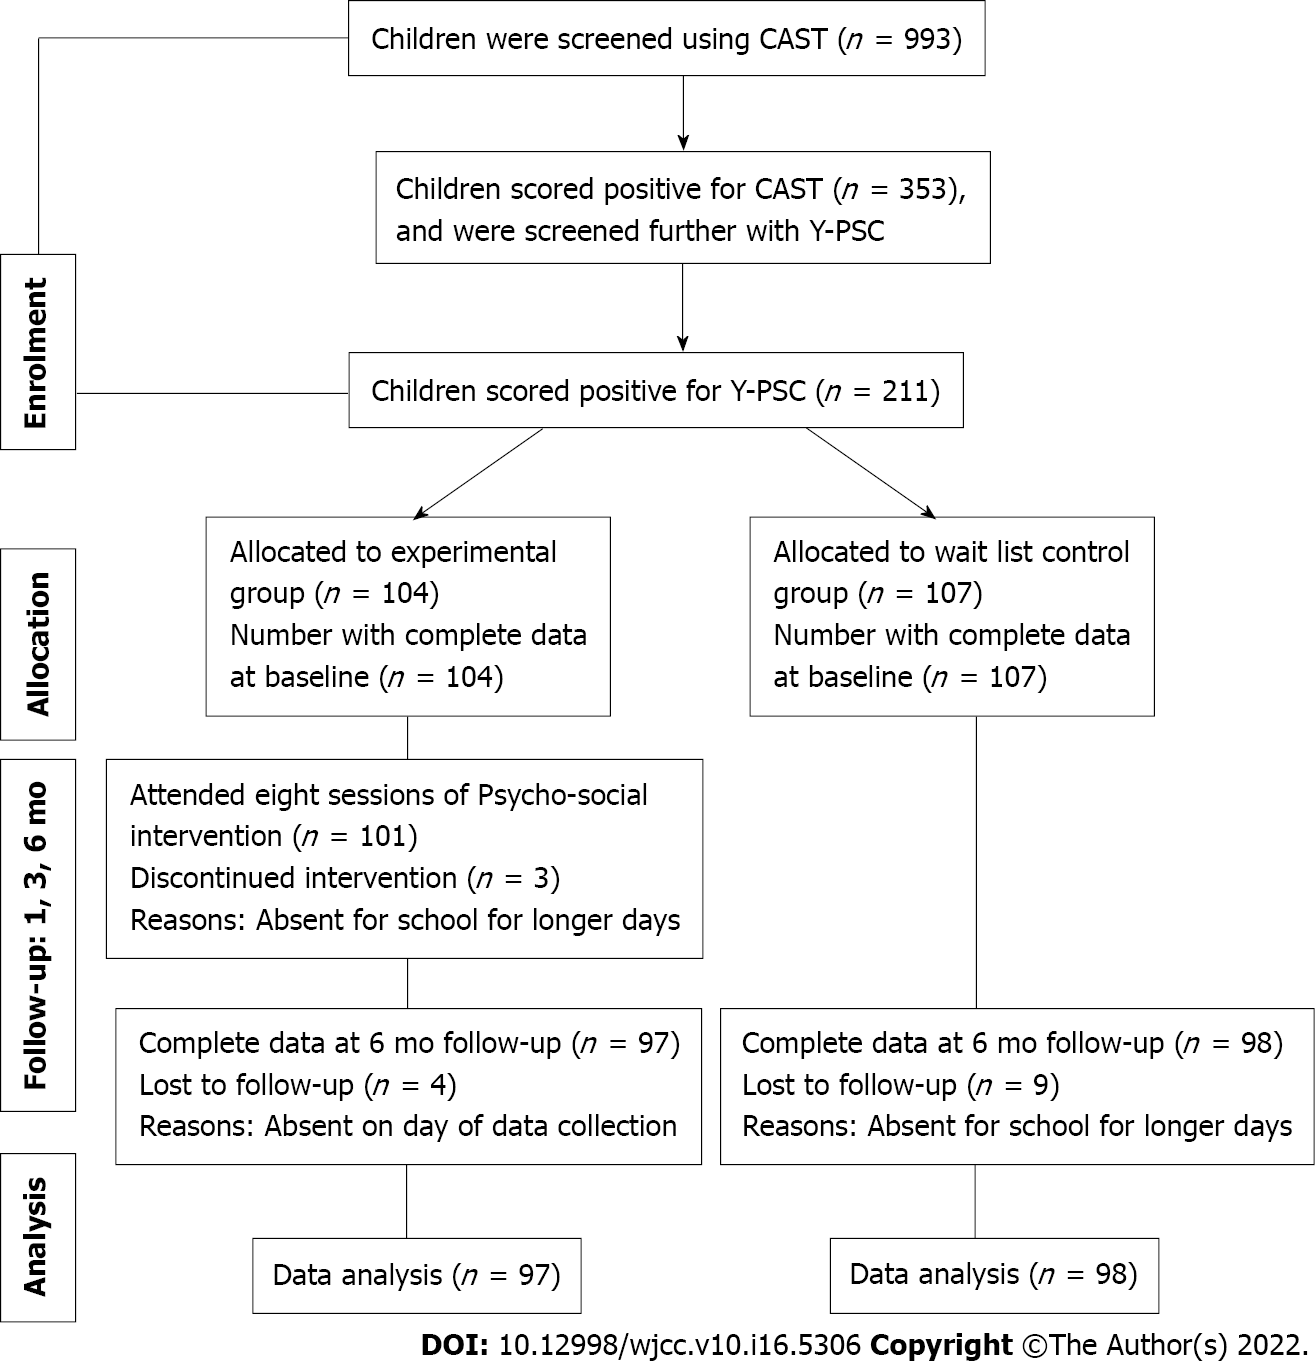 Children were screened using CAST (n = 993)
Children scored positive for CAST (n = 353),
and were screened further with Y-PSC
Enrolment
Children scored positive for Y-PSC (n = 211)
Allocation
Allocated to experimental
group (n = 104)
Number with complete data
at baseline (n = 104)
Allocated to wait list control
group (n = 107)
Number with complete data
at baseline (n = 107)
Follow-up: 1, 3, 6 mo
Attended eight sessions of Psycho-social
intervention (n = 101)
Discontinued intervention (n = 3)
Reasons: Absent for school for longer days
Complete data at 6 mo follow-up (n = 97)
Lost to follow-up (n = 4)
Reasons: Absent on day of data collection
Complete data at 6 mo follow-up (n = 98)
Lost to follow-up (n = 9)
Reasons: Absent for school for longer days
Analysis
Data analysis (n = 97)
Data analysis (n = 98)
DOI: 10.12998/wjcc.v10.i16.5306 Copyright ©The Author(s) 2022.